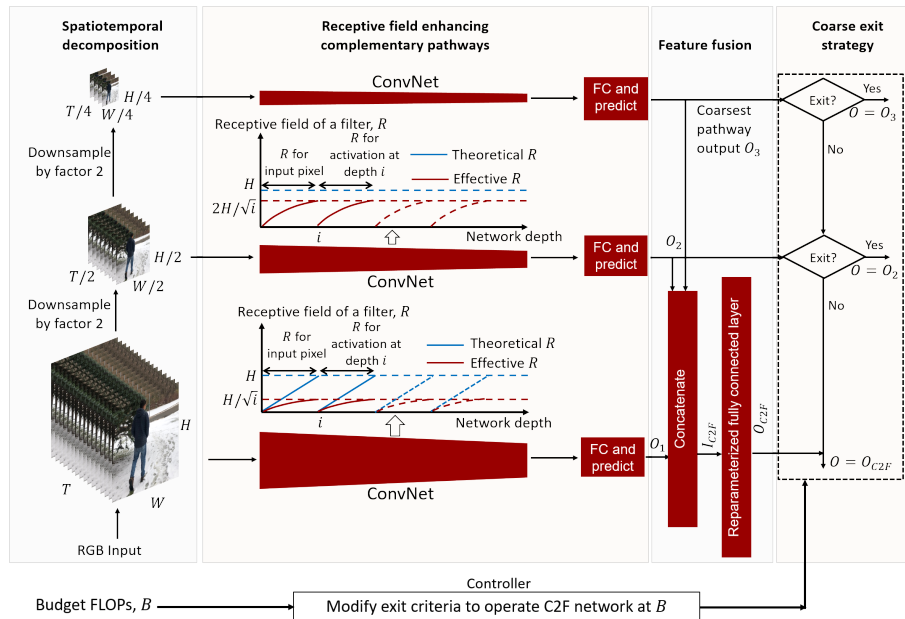 Spatiotemporal
decomposition
Receptive field enhancing
complementary pathways
Feature fusion
Coarse exit
strategy
T/4
W/4
H/4
Downsample
by factor 2
T/2
W/2
H/2
Downsample
by factor 2
T
W
H
RGB Input
ConvNet
FC and
predict
Receptive field of a filter, R
R for
input pixel
R for
activation at
depth i
Theoretical R
Effective R
H
2H/√i
i
Network depth
ConvNet
FC and
predict
Receptive field of a filter, R
R for
input pixel
R for
activation at
depth i
Theoretical R
Effective R
H
H/√i
i
Network depth
ConvNet
FC and
predict
Coarsest
pathway
output O₃
O₂
O₁
Concatenate
I_C2F
Reparameterized fully connected layer
O_C2F
Exit?
Yes
O = O₃
No
Exit?
Yes
O = O₂
No
O = O_C2F
Controller
Budget FLOPs, B
Modify exit criteria to operate C2F network at B